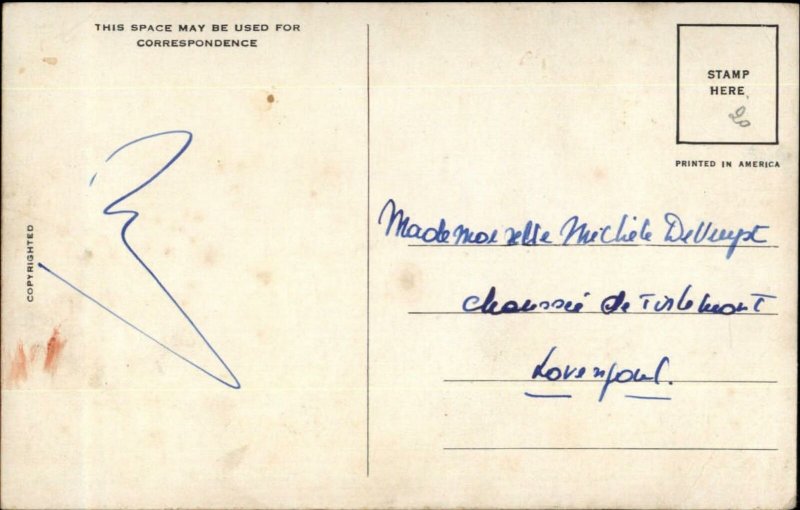 THIS SPACE MAY BE USED FOR
CORRESPONDENCE
COPYRIGHTED
STAMP
HERE
20
PRINTED IN AMERICA
Mademoiselle Michèle
Chaussée de Tirlemont
Lovenjoul.